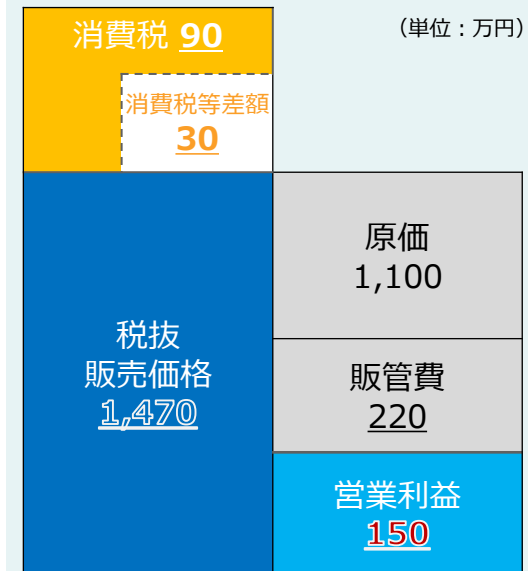 消費税 90
（単位：万円）
消費税等差額
30
税抜
販売価格
1,470
原価
1,100
販管費
220
営業利益
150